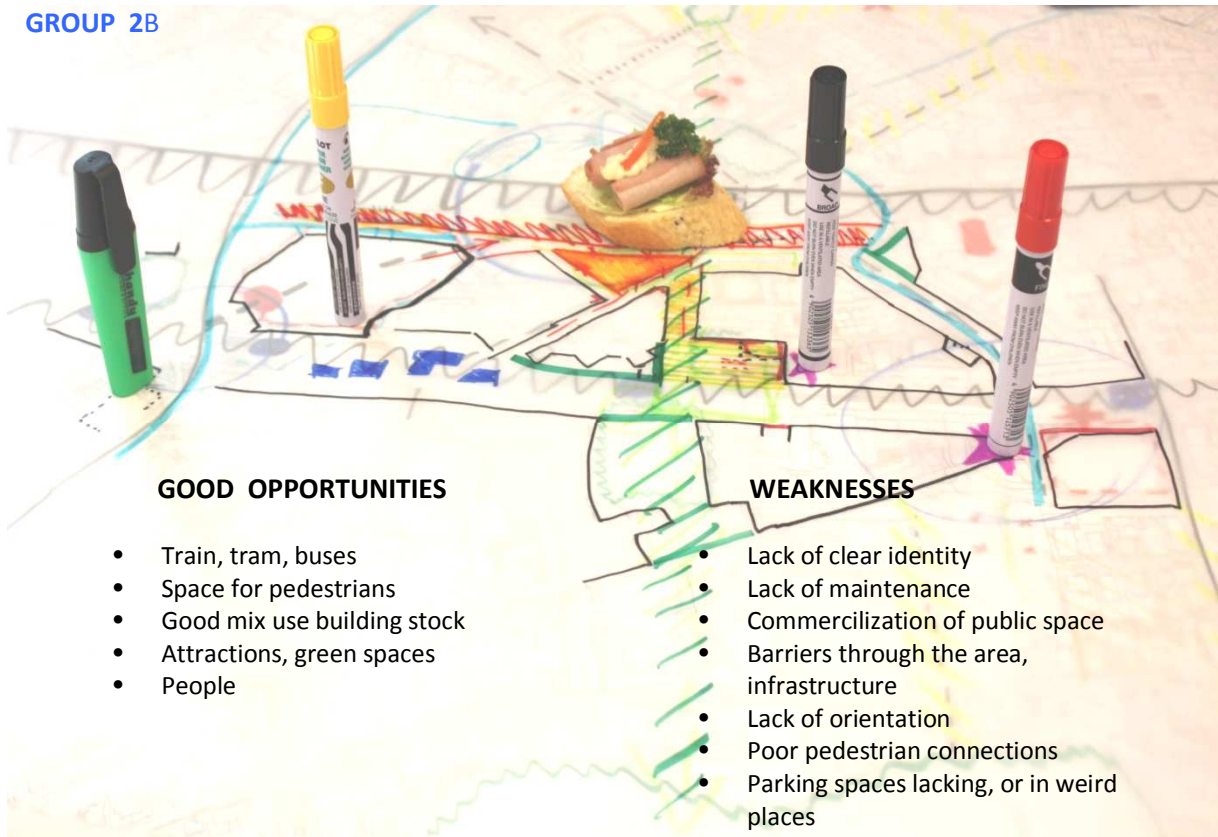 GROUP 2B
GOOD OPPORTUNITIES
• Train, tram, buses
• Space for pedestrians
• Good mix use building stock
• Attractions, green spaces
• People
WEAKNESSES
• Lack of clear identity
• Lack of maintenance
• Commercilization of public space
• Barriers through the area,
infrastructure
• Lack of orientation
• Poor pedestrian connections
• Parking spaces lacking, or in weird
places